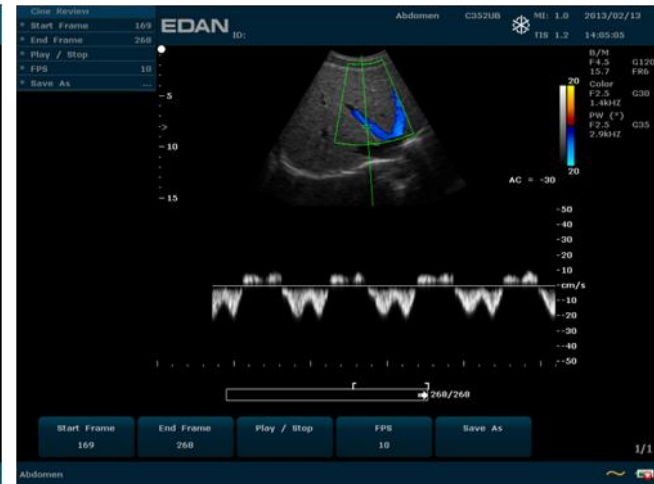 Cine Review
Start Frame 169
End Frame 268
Play / Stop
FPS 10
Save As ...
EDAN
ID:
Abdomen C352UB MI: 1.0 2013/02/13
TIS 1.2 14:05:05
B/M
F4.5 G120
15.7 FR6
Color
F2.5 G30
1.4kHZ
PW (°)
F2.5 G35
2.9kHZ
20
20
AC = -30
-5
>
-10
-15
-50
-40
-30
-20
-10
-cm/s
--10
--20
--30
--40
--50
268/268
Start Frame
169
End Frame
268
Play / Stop
FPS
10
Save As
1/1
Abdomen